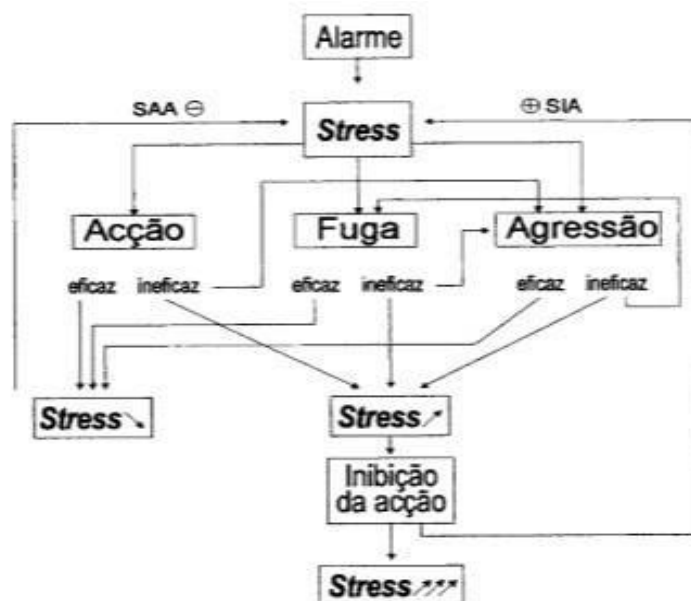 Alarme
SAA ⊖
⊕ SIA
Stress
Acção
Fuga
Agressão
eficaz ineficaz
eficaz ineficaz
eficaz ineficaz
Stress
Stress
Inibição
da acção
Stress